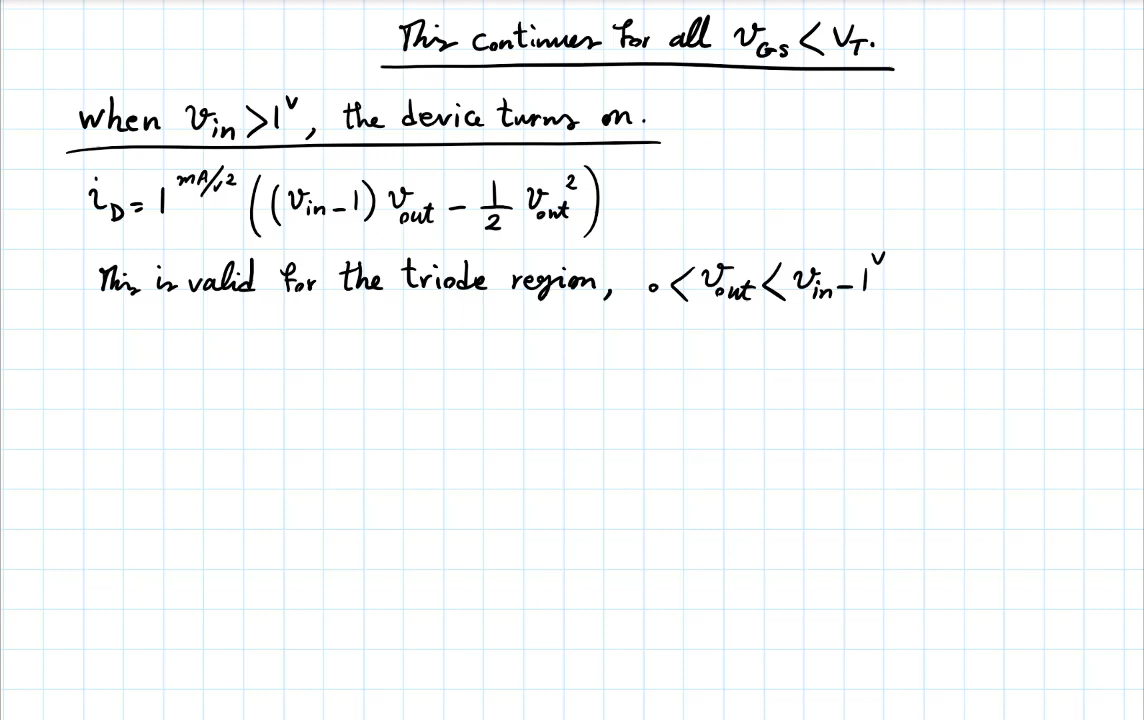 This continues for all v_GS < V_T.
when v_in > 1^V, the device turns on.
i_D = 1^mA/V^2 ((v_in - 1) v_out - 1/2 v_out^2)
This is valid for the triode region, 0 < v_out < v_in - 1^V